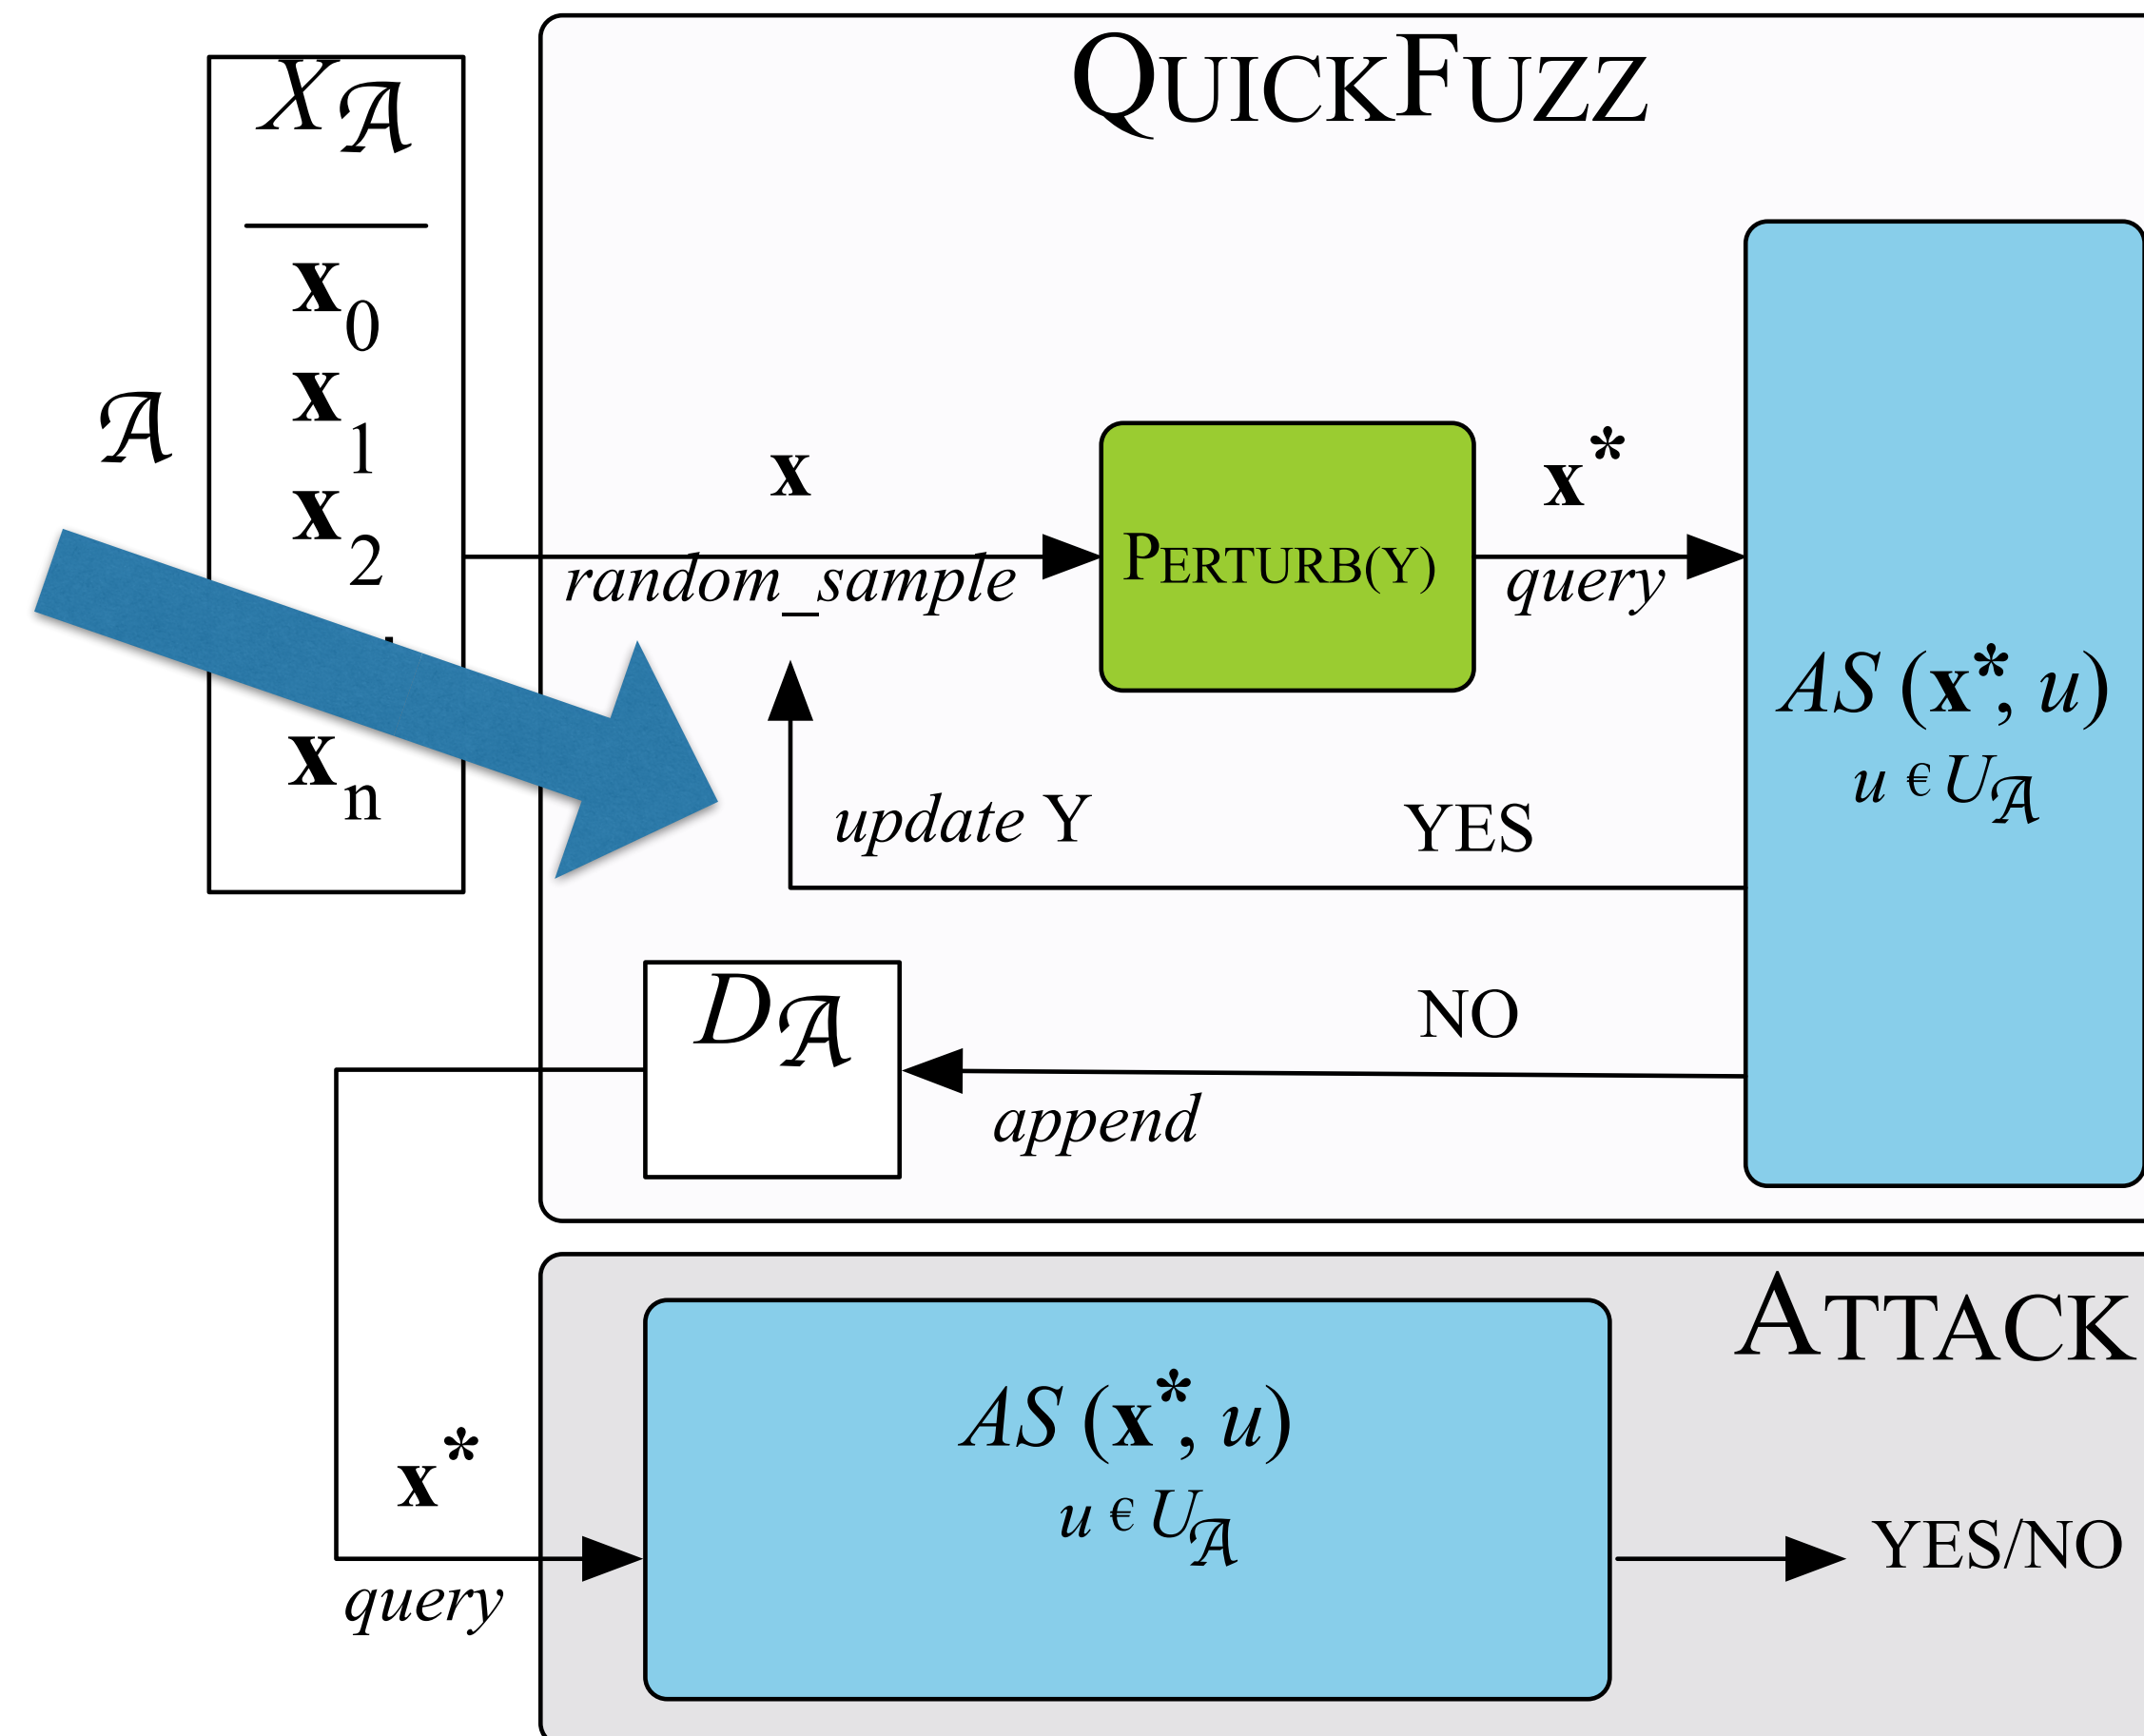 QUICKFUZZ
X𝒜
x0
x1
x2
xn
𝒜
x
random_sample
PERTURB(Y)
x*
query
AS (x*, u)
u € U𝒜
update Y
YES
NO
append
D𝒜
ATTACK
x*
query
AS (x*, u)
u € U𝒜
YES/NO